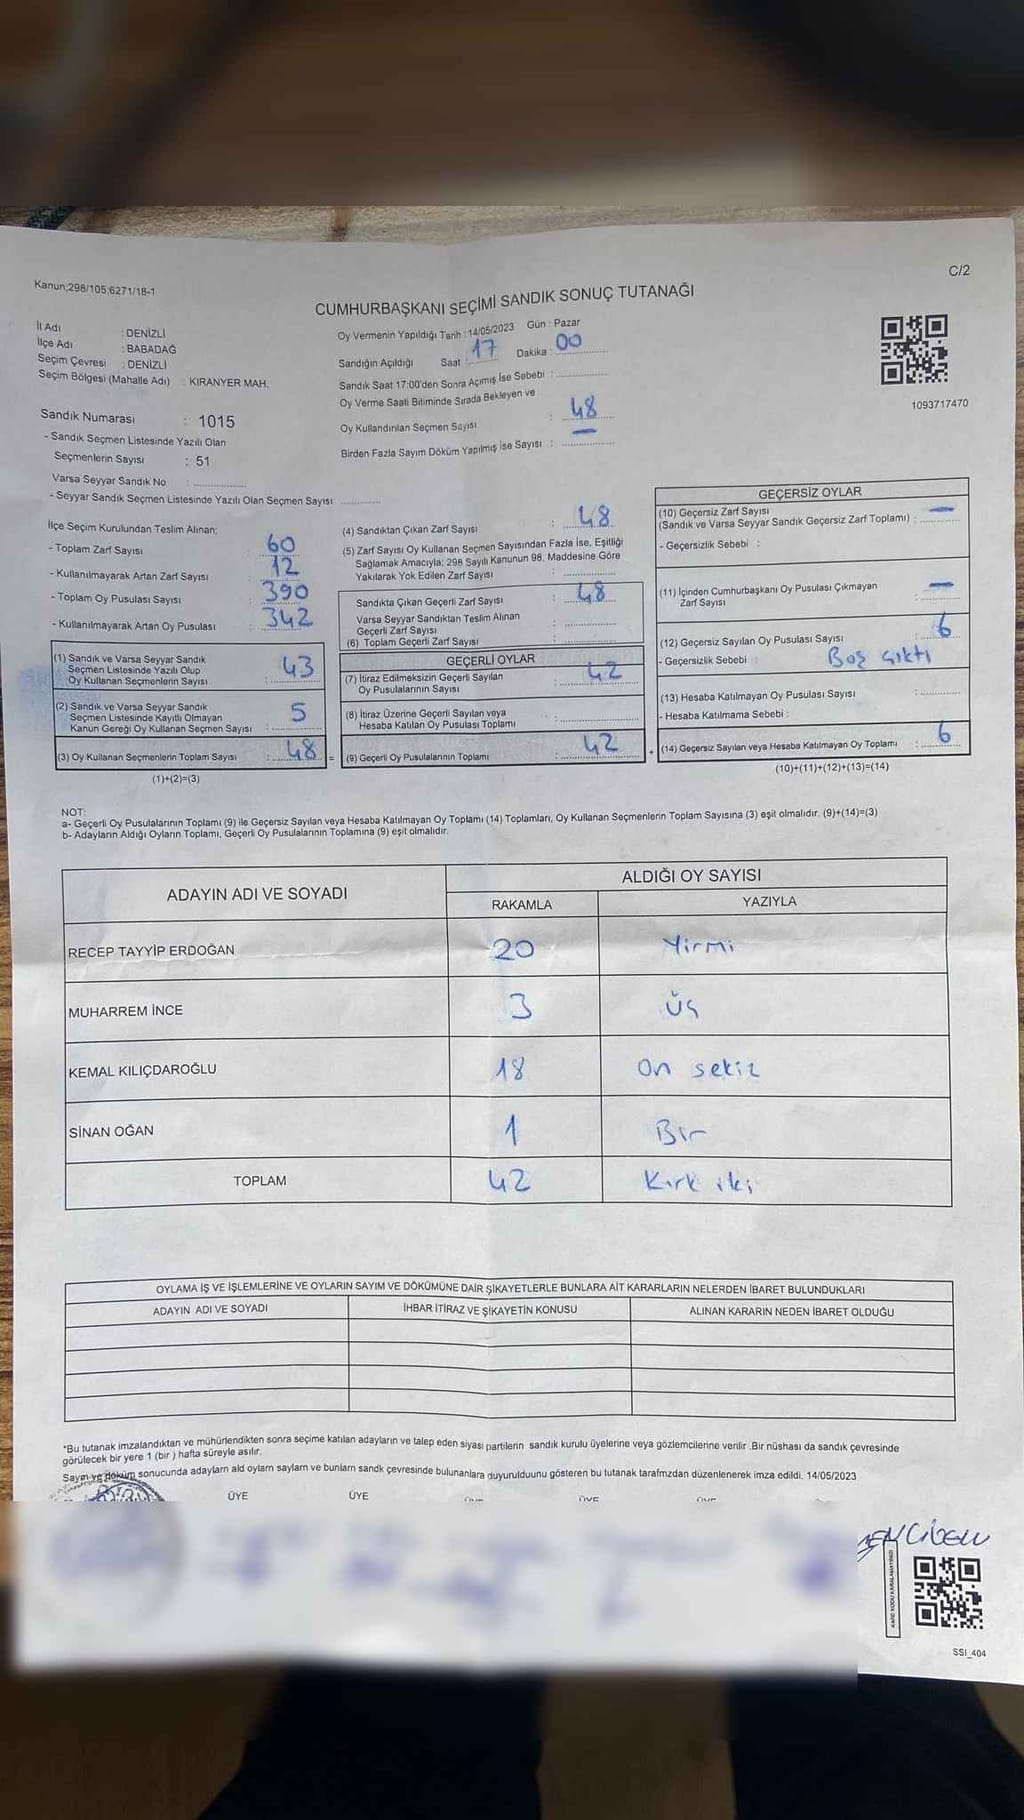 Kanun;298/105;6271/18-1
C/2
CUMHURBAŞKANI SEÇİMİ SANDIK SONUÇ TUTANAĞI
İl Adı : DENİZLİ
İlçe Adı : BABADAĞ
Seçim Çevresi : DENİZLİ
Seçim Bölgesi (Mahalle Adı) : KIRANYER MAH.
Oy Vermenin Yapıldığı Tarih : 14/05/2023 Gün : Pazar
Sandığın Açıldığı Saat : 17 Dakika : 00
Sandık Saat 17:00'den Sonra Açımış İse Sebebi :
Oy Verme Saati Bitiminde Sırada Bekleyen ve
Oy Kullandırılan Seçmen Sayısı : 48
Birden Fazla Sayım Döküm Yapılmış ise Sayısı : —
1093717470
Sandık Numarası : 1015
- Sandık Seçmen Listesinde Yazılı Olan
Seçmenlerin Sayısı : 51
Varsa Seyyar Sandık No :
- Seyyar Sandık Seçmen Listesinde Yazılı Olan Seçmen Sayısı
İlçe Seçim Kurulundan Teslim Alınan;
- Toplam Zarf Sayısı : 60
- Kullanılmayarak Artan Zarf Sayısı : 12
- Toplam Oy Pusulası Sayısı : 390
- Kullanılmayarak Artan Oy Pusulası : 342
(1) Sandık ve Varsa Seyyar Sandık
Seçmen Listesinde Yazılı Olup
Oy Kullanan Seçmenlerin Sayısı : 43
(2) Sandık ve Varsa Seyyar Sandık
Seçmen Listesinde Kayıtlı Olmayan
Kanun Gereği Oy Kullanan Seçmen Sayısı : 5
(3) Oy Kullanan Seçmenlerin Toplam Sayısı : 48 =
(1)+(2)=(3)
(4) Sandıktan Çıkan Zarf Sayısı : 48
(5) Zarf Sayısı Oy Kullanan Seçmen Sayısından Fazla İse, Eşitliği
Sağlamak Amacıyla; 298 Sayılı Kanunun 98. Maddesine Göre
Yakılarak Yok Edilen Zarf Sayısı :
Sandıkta Çıkan Geçerli Zarf Sayısı : 48
Varsa Seyyar Sandıktan Teslim Alınan
Geçerli Zarf Sayısı :
(6) Toplam Geçerli Zarf Sayısı :
GEÇERLİ OYLAR
(7) İtiraz Edilmeksizin Geçerli Sayılan
Oy Pusulalarının Sayısı : 42
(8) İtiraz Üzerine Geçerli Sayılan veya
Hesaba Katılan Oy Pusulası Toplamı :
(9) Geçerli Oy Pusulalarının Toplamı : 42 +
GEÇERSİZ OYLAR
(10) Geçersiz Zarf Sayısı
(Sandık ve Varsa Seyyar Sandık Geçersiz Zarf Toplamı) : —
- Geçersizlik Sebebi :
(11) İçinden Cumhurbaşkanı Oy Pusulası Çıkmayan
Zarf Sayısı : —
(12) Geçersiz Sayılan Oy Pusulası Sayısı : 6
- Geçersizlik Sebebi : Boş çıktı
(13) Hesaba Katılmayan Oy Pusulası Sayısı :
- Hesaba Katılmama Sebebi :
(14) Geçersiz Sayılan veya Hesaba Katılmayan Oy Toplamı : 6
(10)+(11)+(12)+(13)=(14)
NOT:
a- Geçerli Oy Pusulalarının Toplamı (9) ile Geçersiz Sayılan veya Hesaba Katılmayan Oy Toplamı (14) Toplamları, Oy Kullanan Seçmenlerin Toplam Sayısına (3) eşit olmalıdır. (9)+(14)=(3)
b- Adayların Aldığı Oyların Toplamı, Geçerli Oy Pusulalarının Toplamına (9) eşit olmalıdır.
ADAYIN ADI VE SOYADI ALDIĞI OY SAYISI
RAKAMLA YAZIYLA
RECEP TAYYİP ERDOĞAN 20 Yirmi
MUHARREM İNCE 3 Üç
KEMAL KILIÇDAROĞLU 18 On sekiz
SİNAN OĞAN 1 Bir
TOPLAM 42 Kırk iki
OYLAMA İŞ VE İŞLEMLERİNE VE OYLARIN SAYIM VE DÖKÜMÜNE DAİR ŞİKAYETLERLE BUNLARA AİT KARARLARIN NELERDEN İBARET BULUNDUKLARI
ADAYIN ADI VE SOYADI İHBAR İTİRAZ VE ŞİKAYETİN KONUSU ALINAN KARARIN NEDEN İBARET OLDUĞU
*Bu tutanak imzalandıktan ve mühürlendikten sonra seçime katılan adayların ve talep eden siyasi partilerin sandık kurulu üyelerine veya gözlemcilerine verilir .Bir nüshası da sandık çevresinde
görülecek bir yere 1 (bir ) hafta süreyle asılır.
Sayım ve döküm sonucunda adayların ald oyların sayların ve bunların sandk çevresinde bulunanlara duyurulduunu gösteren bu tutanak tarafmzdan düzenlenerek imza edildi. 14/05/2023
ÜYE ÜYE
SSI_404